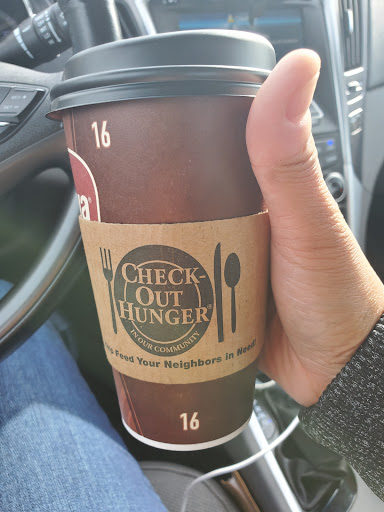 16
CHECK-
OUT
HUNGER®
IN OUR COMMUNITY
Feed Your Neighbors in Need!
16